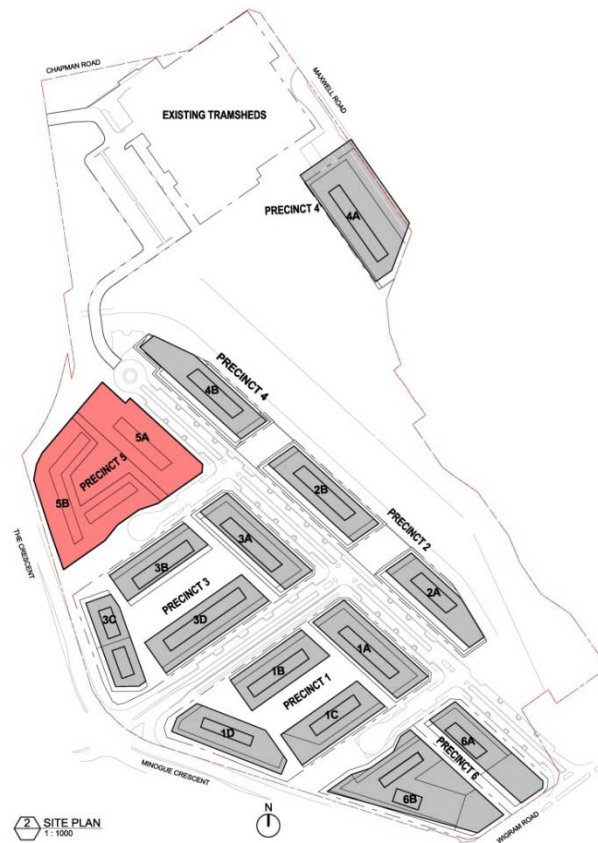 CHAPMAN ROAD
MAXWELL ROAD
EXISTING TRAMSHEDS
PRECINCT 4
4A
PRECINCT 4
4B
5A
PRECINCT 5
5B
2B
PRECINCT 2
2A
3A
3B
PRECINCT 3
3C
3D
THE CRESCENT
1A
1B
PRECINCT 1
1C
1D
6A
PRECINCT 6
6B
MINOGUE CRESCENT
WIGRAM ROAD
N
2 SITE PLAN
1 : 1000